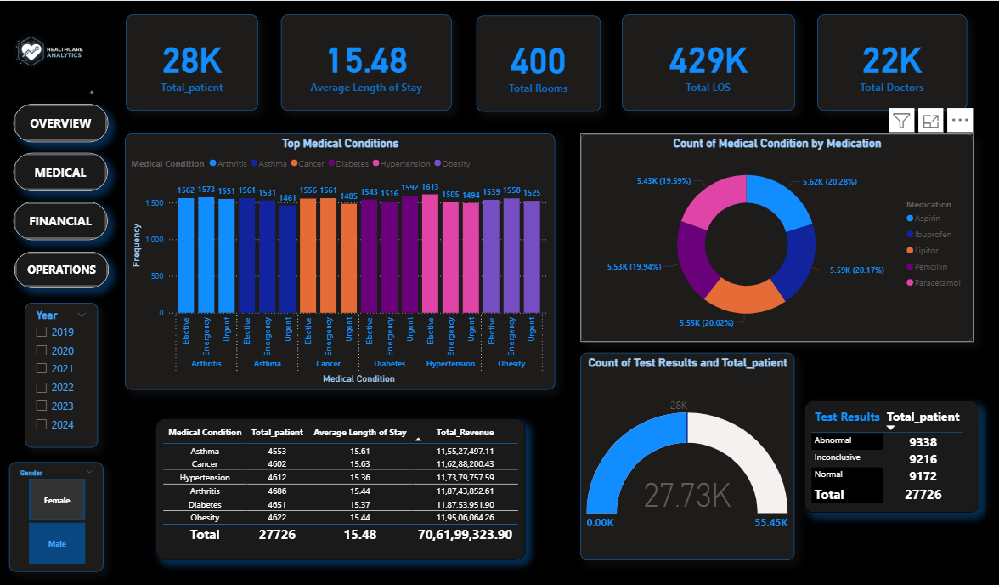 HEALTHCARE
ANALYTICS
28K
Total_patient
15.48
Average Length of Stay
400
Total Rooms
429K
Total LOS
22K
Total Doctors
OVERVIEW
MEDICAL
FINANCIAL
OPERATIONS
Year
2019
2020
2021
2022
2023
2024
Gender
Female
Male
Top Medical Conditions
Medical Condition Arthritis Asthma Cancer Diabetes Hypertension Obesity
1562 1573 1551 1561 1531 1461 1556 1561 1485 1543 1516 1592 1613 1505 1494 1539 1558 1525
Frequency
1,500
1,000
500
0
Elective Emergency Urgent Elective Emergency Urgent Elective Emergency Urgent Elective Emergency Urgent Elective Emergency Urgent Elective Emergency Urgent
Arthritis Asthma Cancer Diabetes Hypertension Obesity
Medical Condition
Count of Medical Condition by Medication
5.43K (19.59%)
5.62K (20.28%)
5.53K (19.94%)
5.59K (20.17%)
5.55K (20.02%)
Medication
Aspirin
Ibuprofen
Lipitor
Penicillin
Paracetamol
Medical Condition Total_patient Average Length of Stay Total_Revenue
Asthma 4553 15.61 11,55,27,497.11
Cancer 4602 15.63 11,62,88,200.43
Hypertension 4612 15.36 11,73,79,757.59
Arthritis 4686 15.44 11,87,43,852.61
Diabetes 4651 15.37 11,87,53,951.90
Obesity 4622 15.44 11,95,06,064.26
Total 27726 15.48 70,61,99,323.90
Count of Test Results and Total_patient
28K
27.73K
0.00K
55.45K
Test Results Total_patient
Abnormal 9338
Inconclusive 9216
Normal 9172
Total 27726